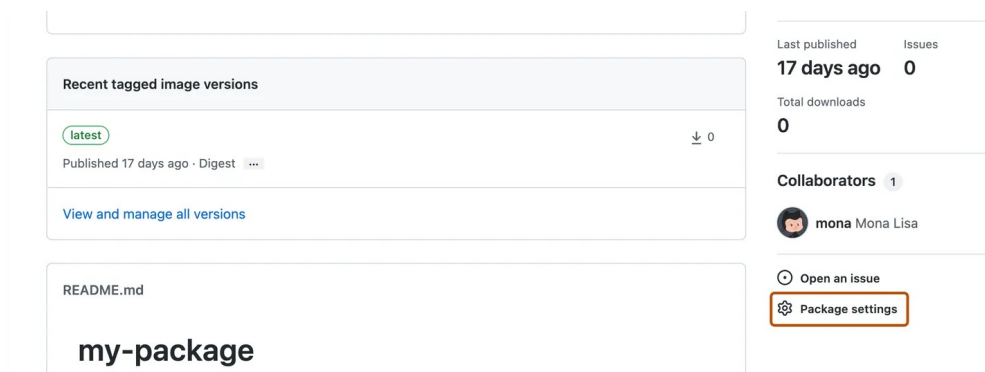 Recent tagged image versions
latest
0
Published 17 days ago · Digest ...
View and manage all versions
README.md
my-package
Last published Issues
17 days ago 0
Total downloads
0
Collaborators 1
mona Mona Lisa
Open an issue
Package settings